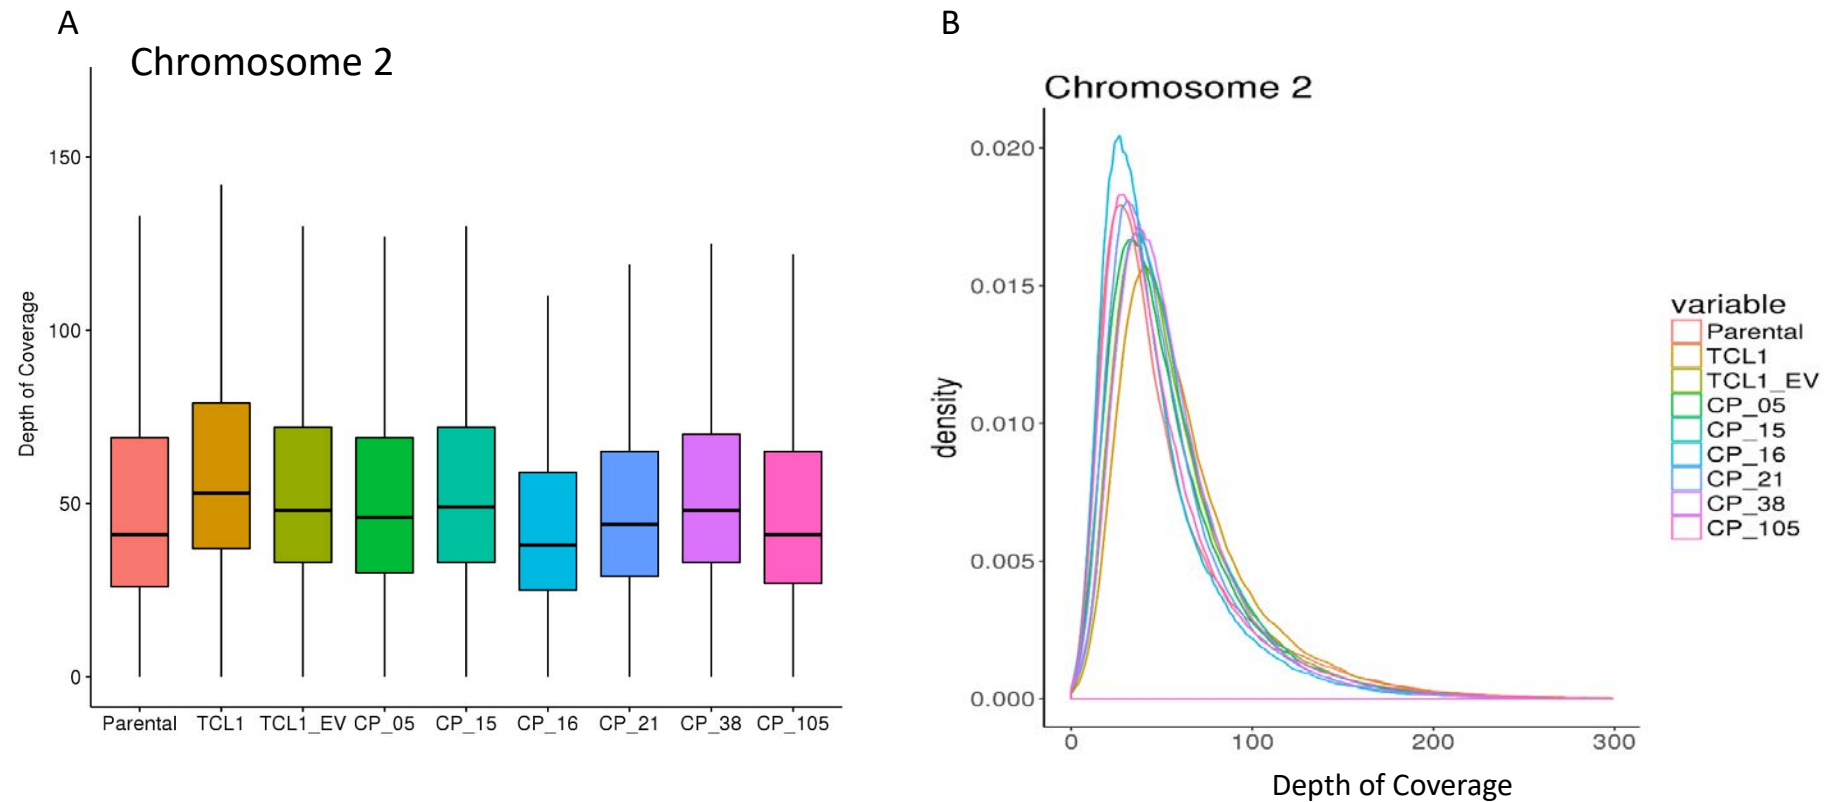 A
Chromosome 2
150
100
50
0
Depth of Coverage
Parental TCL1 TCL1_EV CP_05 CP_15 CP_16 CP_21 CP_38 CP_105
B
Chromosome 2
0.020
0.015
0.010
0.005
0.000
density
0 100 200 300
Depth of Coverage
variable
Parental
TCL1
TCL1_EV
CP_05
CP_15
CP_16
CP_21
CP_38
CP_105